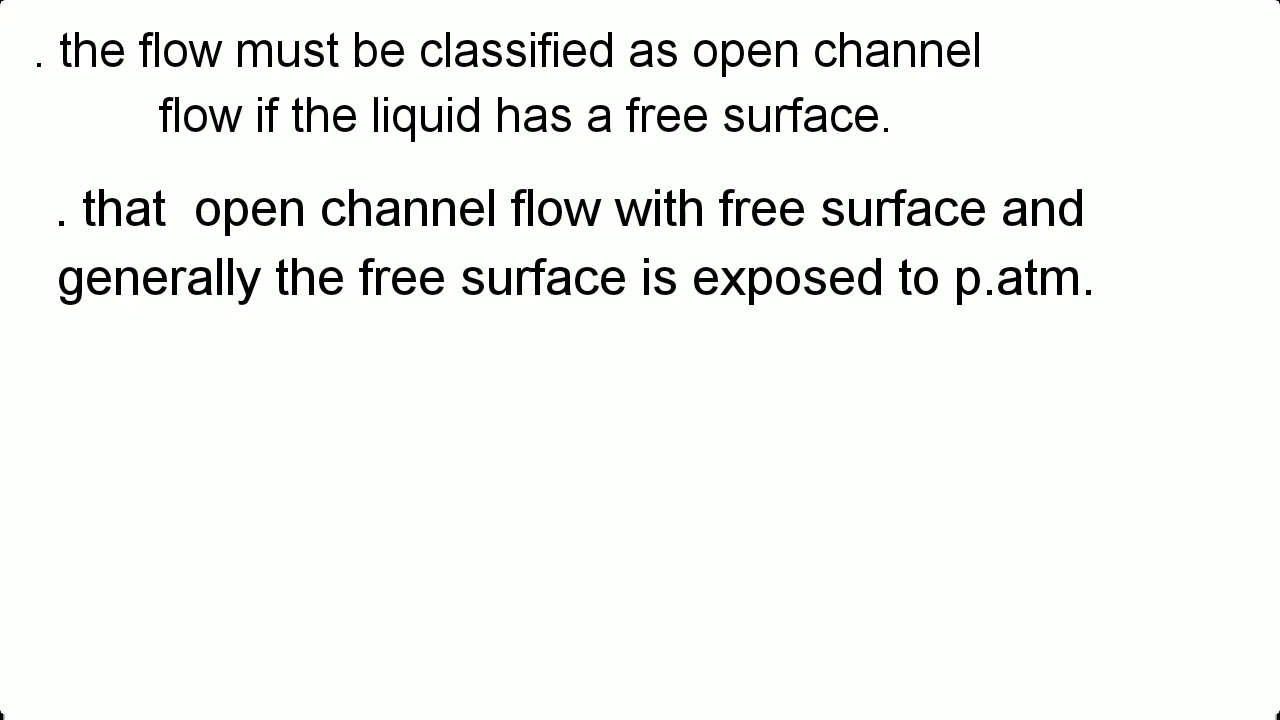 . the flow must be classified as open channel
flow if the liquid has a free surface.
. that  open channel flow with free surface and
generally the free surface is exposed to p.atm.